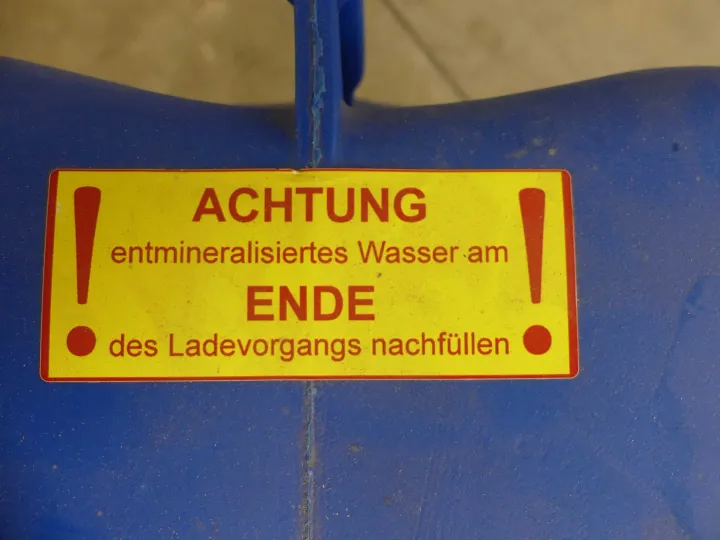 ACHTUNG
entmineralisiertes Wasser am
ENDE
des Ladevorgangs nachfüllen